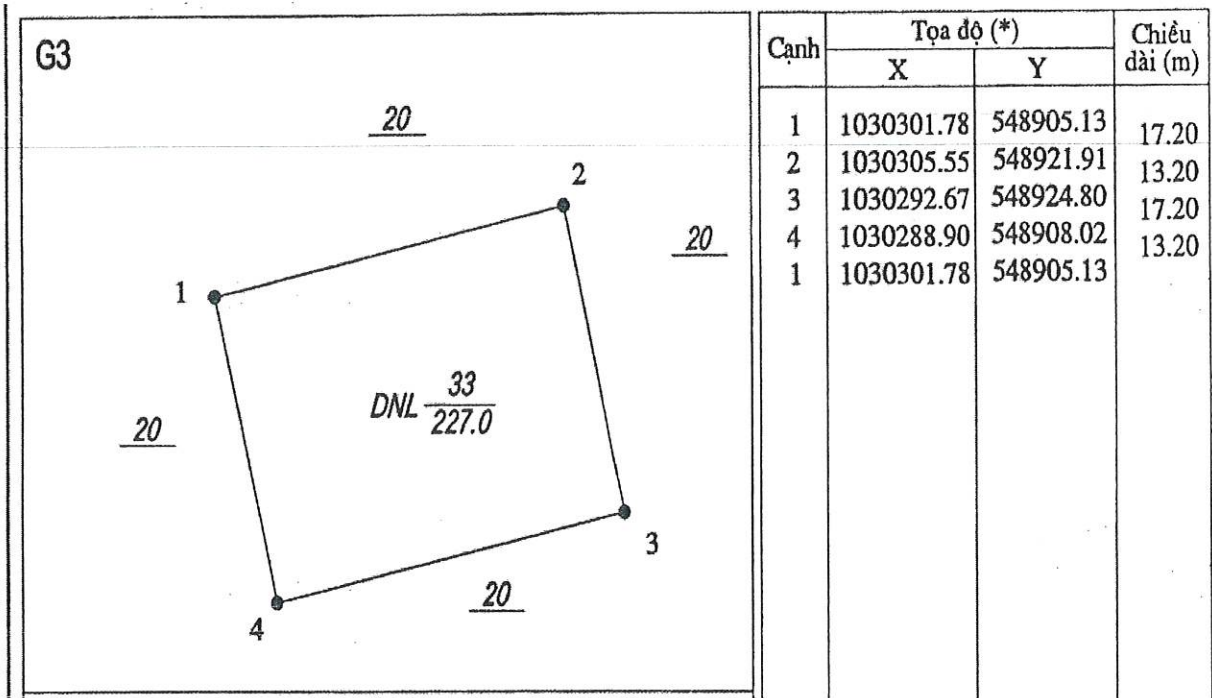 G3
20
2
20
1
DNL 33
227.0
20
3
20
4
Cạnh Tọa độ (*) Chiều dài (m)
X Y
1 1030301.78 548905.13
17.20
2 1030305.55 548921.91
13.20
3 1030292.67 548924.80
17.20
4 1030288.90 548908.02
13.20
1 1030301.78 548905.13